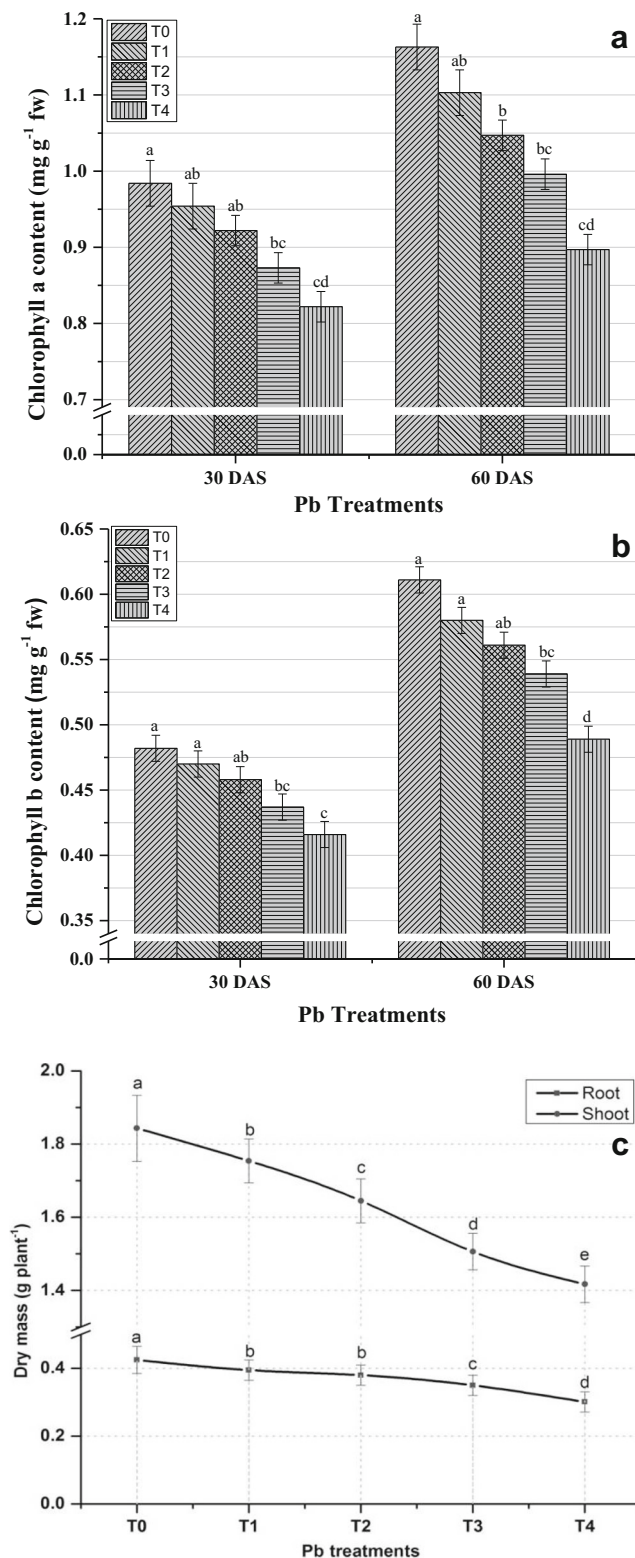 a
T0
T1
T2
T3
T4
Chlorophyll a content (mg g⁻¹ fw)
1.2
1.1
1.0
0.9
0.8
0.7
0.0
a
ab
ab
bc
cd
a
ab
b
bc
cd
30 DAS
60 DAS
Pb Treatments
b
T0
T1
T2
T3
T4
Chlorophyll b content (mg g⁻¹ fw)
0.65
0.60
0.55
0.50
0.45
0.40
0.35
0.0
a
a
ab
bc
c
a
a
ab
bc
d
30 DAS
60 DAS
Pb Treatments
c
Root
Shoot
Dry mass (g plant⁻¹)
2.0
1.8
1.6
1.4
0.4
0.2
0.0
a
b
c
d
e
a
b
b
c
d
T0
T1
T2
T3
T4
Pb treatments